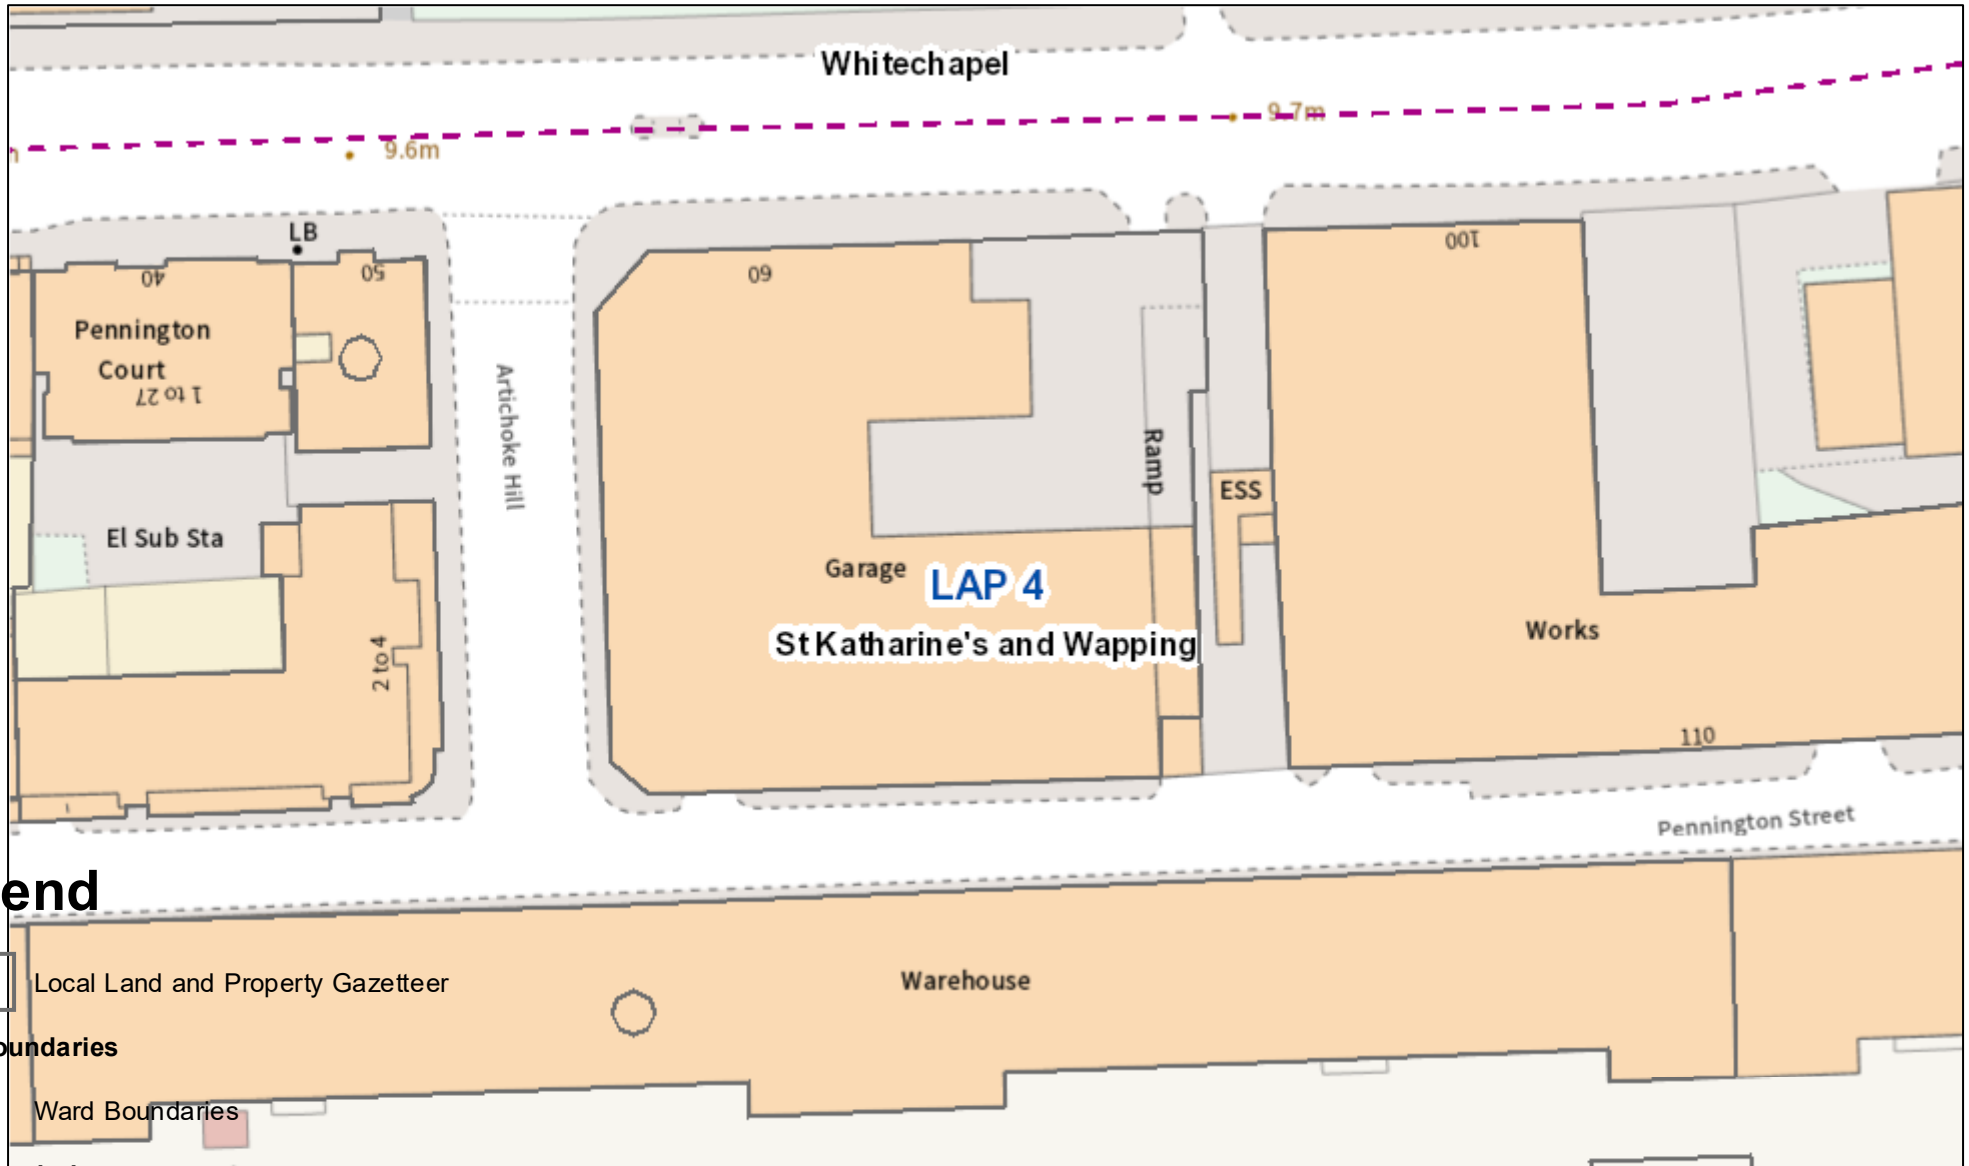 Whitechapel
9.7m
9.6m
LB
40
50
60
100
Pennington
Court
1 to 27
Artichoke Hill
Ramp
ESS
El Sub Sta
Garage
LAP 4
St Katharine's and Wapping
Works
2 to 4
110
Pennington Street
end
Local Land and Property Gazetteer
Warehouse
oundaries
Ward Boundaries